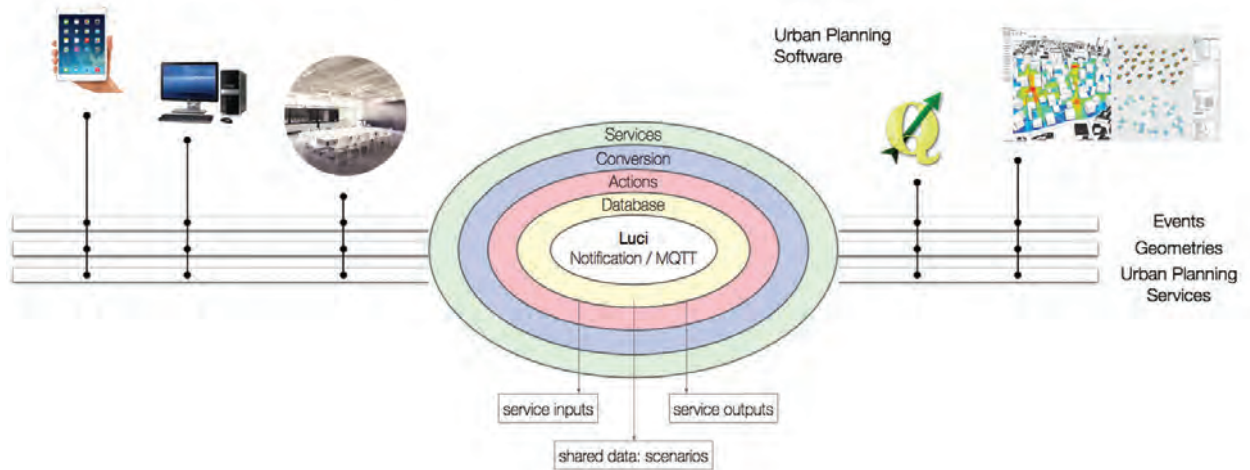 Urban Planning
Software
Services
Conversion
Actions
Database
Luci
Notification / MQTT
Events
Geometries
Urban Planning
Services
service inputs
service outputs
shared data: scenarios